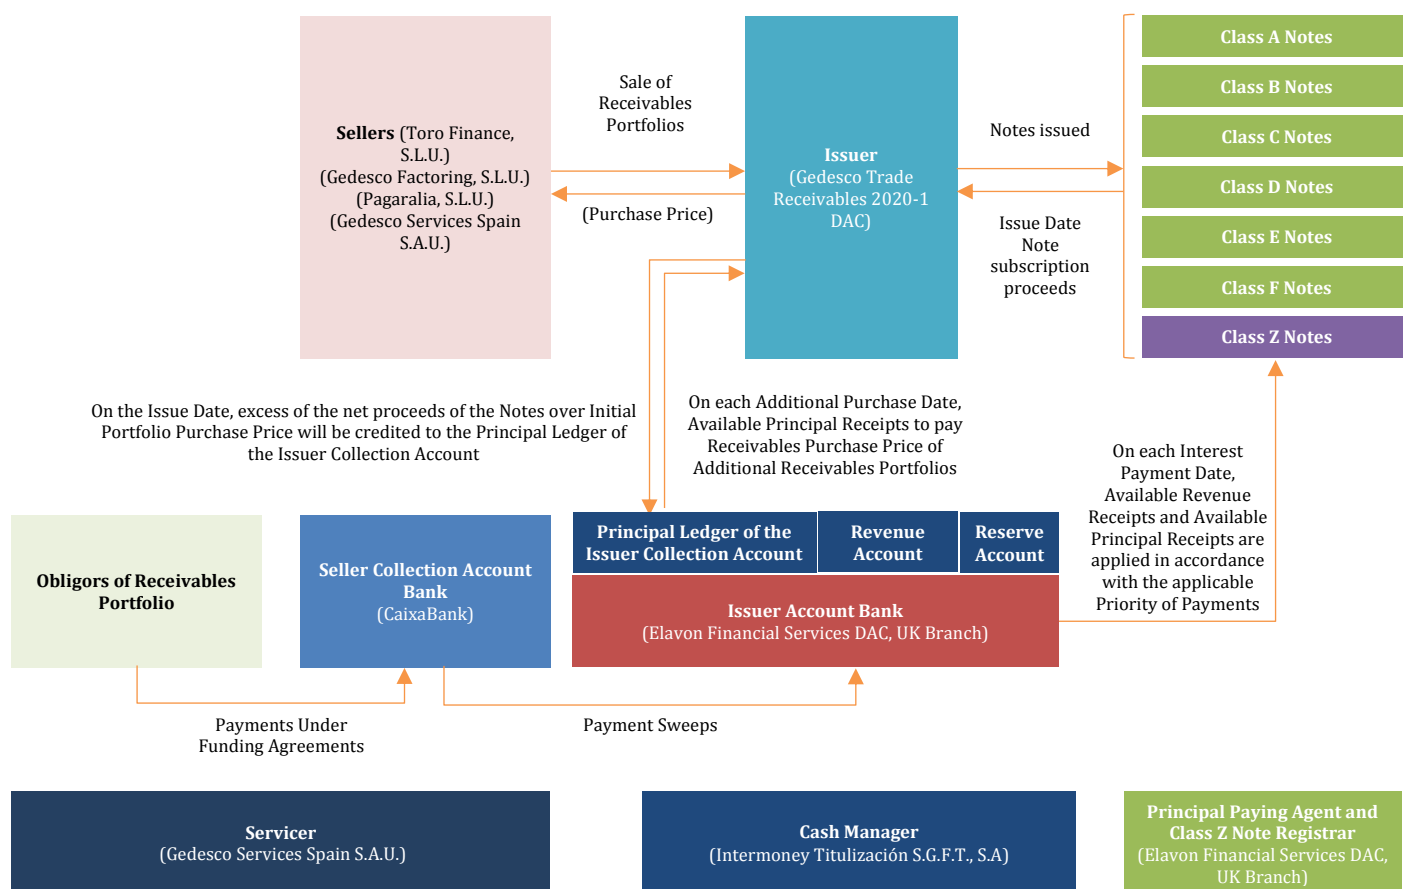 Sellers (Toro Finance,
S.L.U.)
(Gedesco Factoring, S.L.U.)
(Pagaralia, S.L.U.)
(Gedesco Services Spain
S.A.U.)
Sale of
Receivables
Portfolios
(Purchase Price)
Issuer
(Gedesco Trade
Receivables 2020-1
DAC)
Notes issued
Issue Date
Note
subscription
proceeds
Class A Notes
Class B Notes
Class C Notes
Class D Notes
Class E Notes
Class F Notes
Class Z Notes
On the Issue Date, excess of the net proceeds of the Notes over Initial
Portfolio Purchase Price will be credited to the Principal Ledger of
the Issuer Collection Account
On each Additional Purchase Date,
Available Principal Receipts to pay
Receivables Purchase Price of
Additional Receivables Portfolios
On each Interest
Payment Date,
Available Revenue
Receipts and Available
Principal Receipts are
applied in accordance
with the applicable
Priority of Payments
Obligors of Receivables
Portfolio
Seller Collection Account
Bank
(CaixaBank)
Principal Ledger of the
Issuer Collection Account
Revenue
Account
Reserve
Account
Issuer Account Bank
(Elavon Financial Services DAC, UK Branch)
Payments Under
Funding Agreements
Payment Sweeps
Servicer
(Gedesco Services Spain S.A.U.)
Cash Manager
(Intermoney Titulización S.G.F.T., S.A)
Principal Paying Agent and
Class Z Note Registrar
(Elavon Financial Services DAC,
UK Branch)